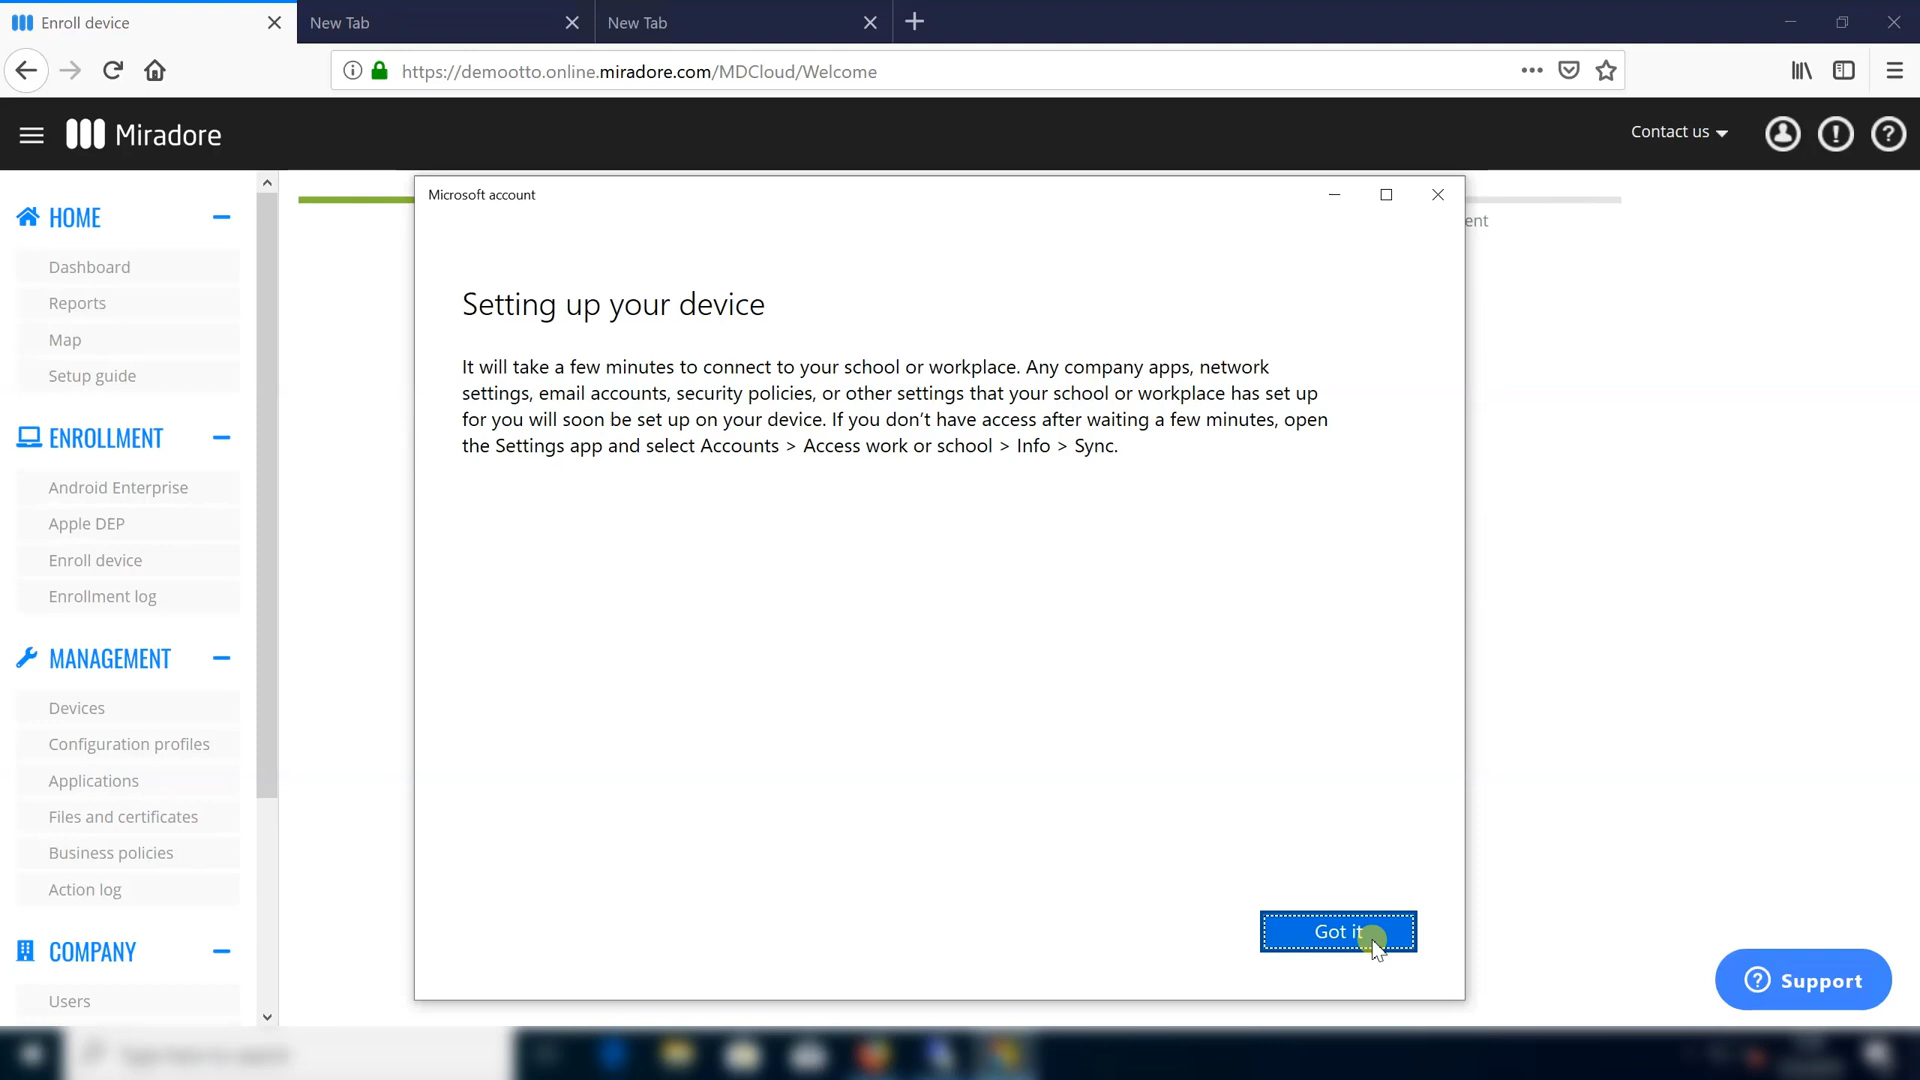 Enroll device
New Tab
New Tab
https://demootto.online.miradore.com/MDCloud/Welcome
Miradore
Contact us
HOME
Dashboard
Reports
Map
Setup guide
ENROLLMENT
Android Enterprise
Apple DEP
Enroll device
Enrollment log
MANAGEMENT
Devices
Configuration profiles
Applications
Files and certificates
Business policies
Action log
COMPANY
Users
ent
Microsoft account
Setting up your device
It will take a few minutes to connect to your school or workplace. Any company apps, network
settings, email accounts, security policies, or other settings that your school or workplace has set up
for you will soon be set up on your device. If you don't have access after waiting a few minutes, open
the Settings app and select Accounts > Access work or school > Info > Sync.
Got it
Support
Type here to search